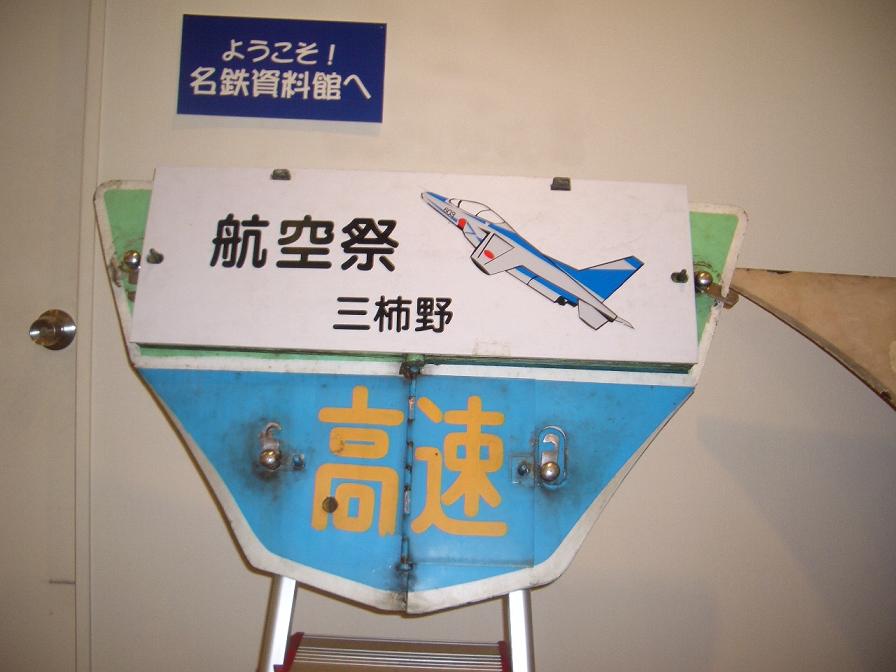 ようこそ！
名鉄資料館へ
航空祭
三柿野
高速